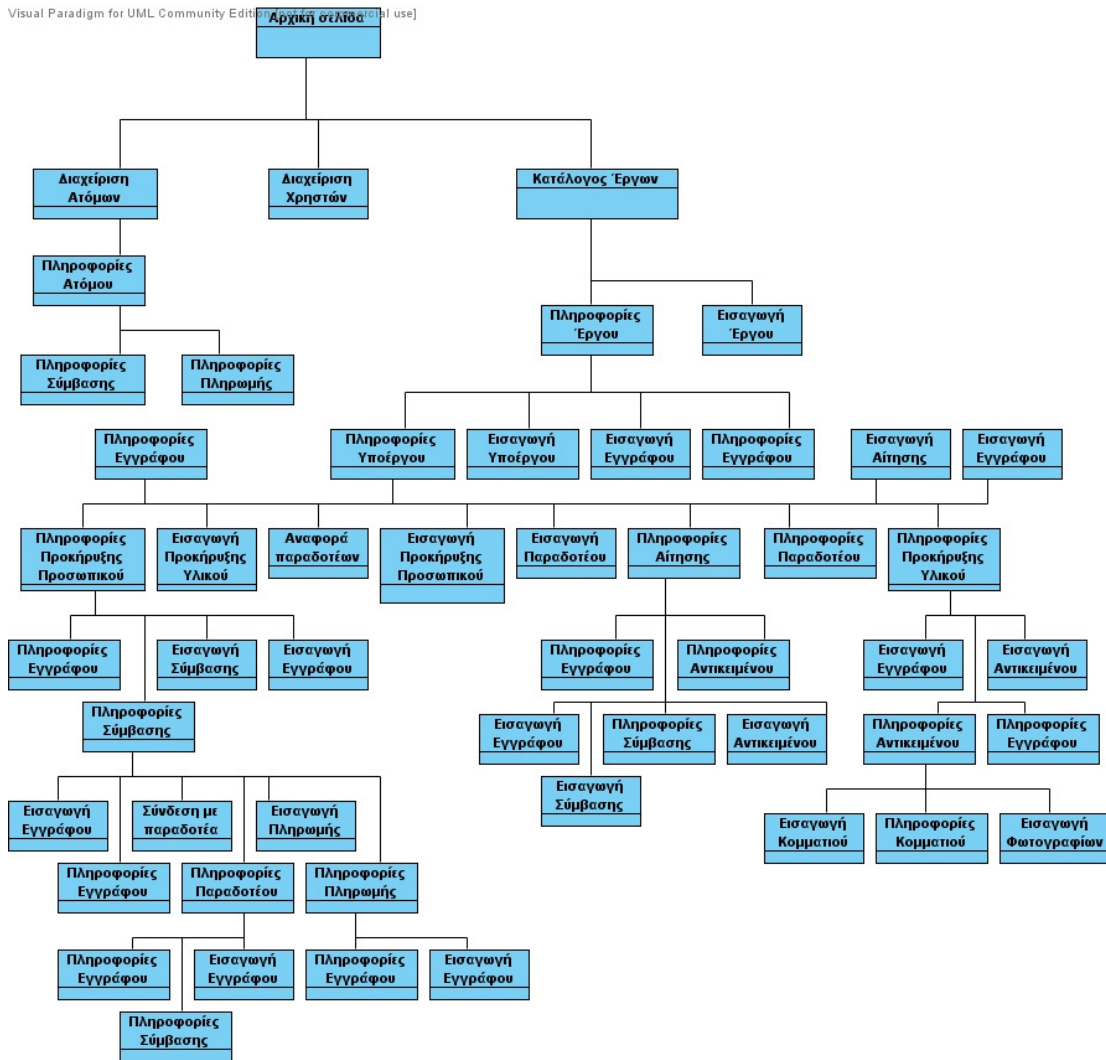 Visual Paradigm for UML Community Edition [not for commercial use]
Αρχική σελίδα
Διαχείριση
Ατόμων
Διαχείριση
Χρηστών
Κατάλογος Έργων
Πληροφορίες
Ατόμου
Πληροφορίες
Έργου
Εισαγωγή
Έργου
Πληροφορίες
Σύμβασης
Πληροφορίες
Πληρωμής
Πληροφορίες
Εγγράφου
Πληροφορίες
Υποέργου
Εισαγωγή
Υποέργου
Εισαγωγή
Εγγράφου
Πληροφορίες
Εγγράφου
Εισαγωγή
Αίτησης
Εισαγωγή
Εγγράφου
Πληροφορίες
Προκήρυξης
Προσωπικού
Εισαγωγή
Προκήρυξης
Υλικού
Αναφορά
παραδοτέων
Εισαγωγή
Προκήρυξης
Προσωπικού
Εισαγωγή
Παραδοτέου
Πληροφορίες
Αίτησης
Πληροφορίες
Παραδοτέου
Πληροφορίες
Προκήρυξης
Υλικού
Πληροφορίες
Εγγράφου
Εισαγωγή
Σύμβασης
Εισαγωγή
Εγγράφου
Πληροφορίες
Εγγράφου
Πληροφορίες
Αντικειμένου
Εισαγωγή
Εγγράφου
Εισαγωγή
Αντικειμένου
Πληροφορίες
Σύμβασης
Εισαγωγή
Εγγράφου
Πληροφορίες
Σύμβασης
Εισαγωγή
Αντικειμένου
Πληροφορίες
Αντικειμένου
Πληροφορίες
Εγγράφου
Εισαγωγή
Σύμβασης
Εισαγωγή
Εγγράφου
Σύνδεση με
παραδοτέα
Εισαγωγή
Πληρωμής
Εισαγωγή
Κομματιού
Πληροφορίες
Κομματιού
Εισαγωγή
Φωτογραφίων
Πληροφορίες
Εγγράφου
Πληροφορίες
Παραδοτέου
Πληροφορίες
Πληρωμής
Πληροφορίες
Εγγράφου
Εισαγωγή
Εγγράφου
Πληροφορίες
Εγγράφου
Εισαγωγή
Εγγράφου
Πληροφορίες
Σύμβασης